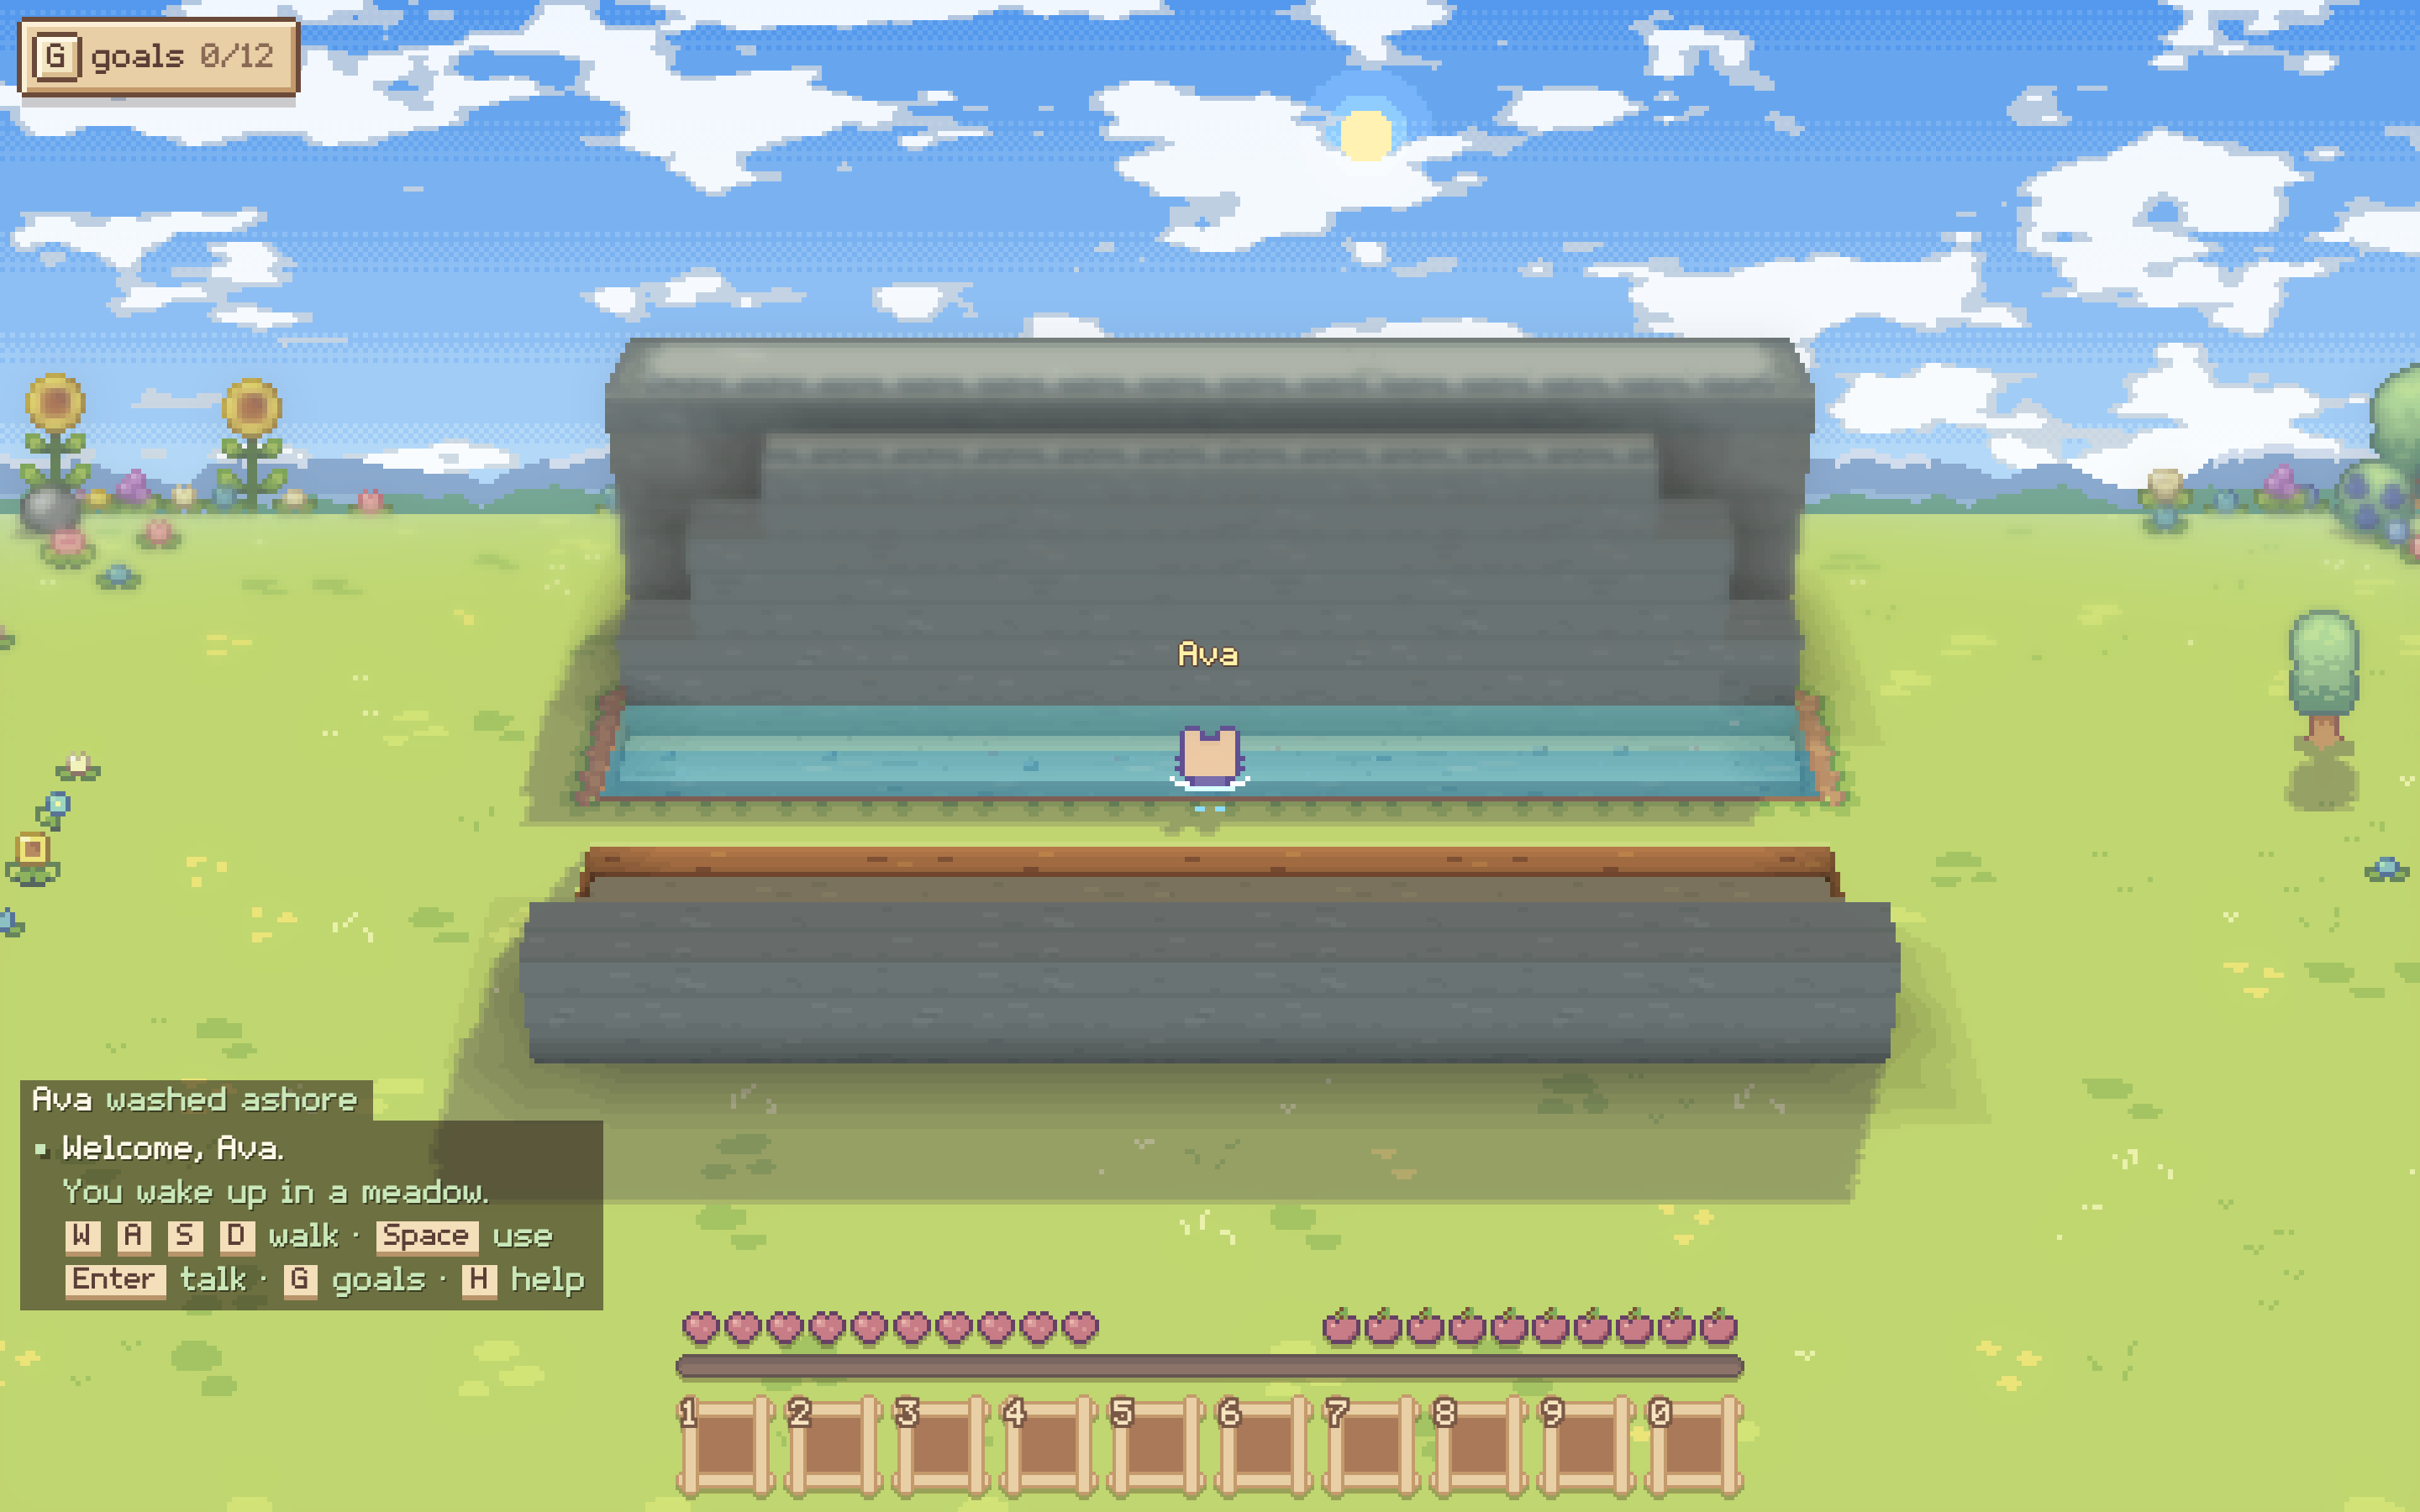 G goals 0/12
Ava
Ava washed ashore
Welcome, Ava.
You wake up in a meadow.
W A S D walk · Space use
Enter talk · G goals · H help
1 2 3 4 5 6 7 8 9 0